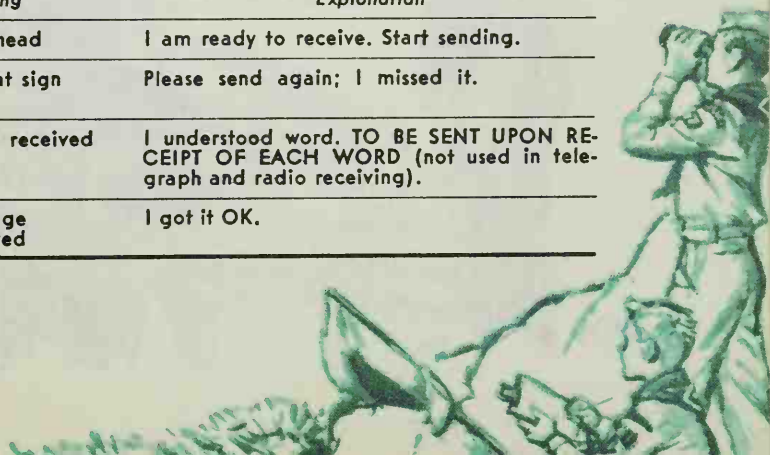 ng Explanation
head I am ready to receive. Start sending.
at sign Please send again; I missed it.
received I understood word. TO BE SENT UPON RE-
CEIPT OF EACH WORD (not used in tele-
graph and radio receiving).
ge I got it OK.
ed